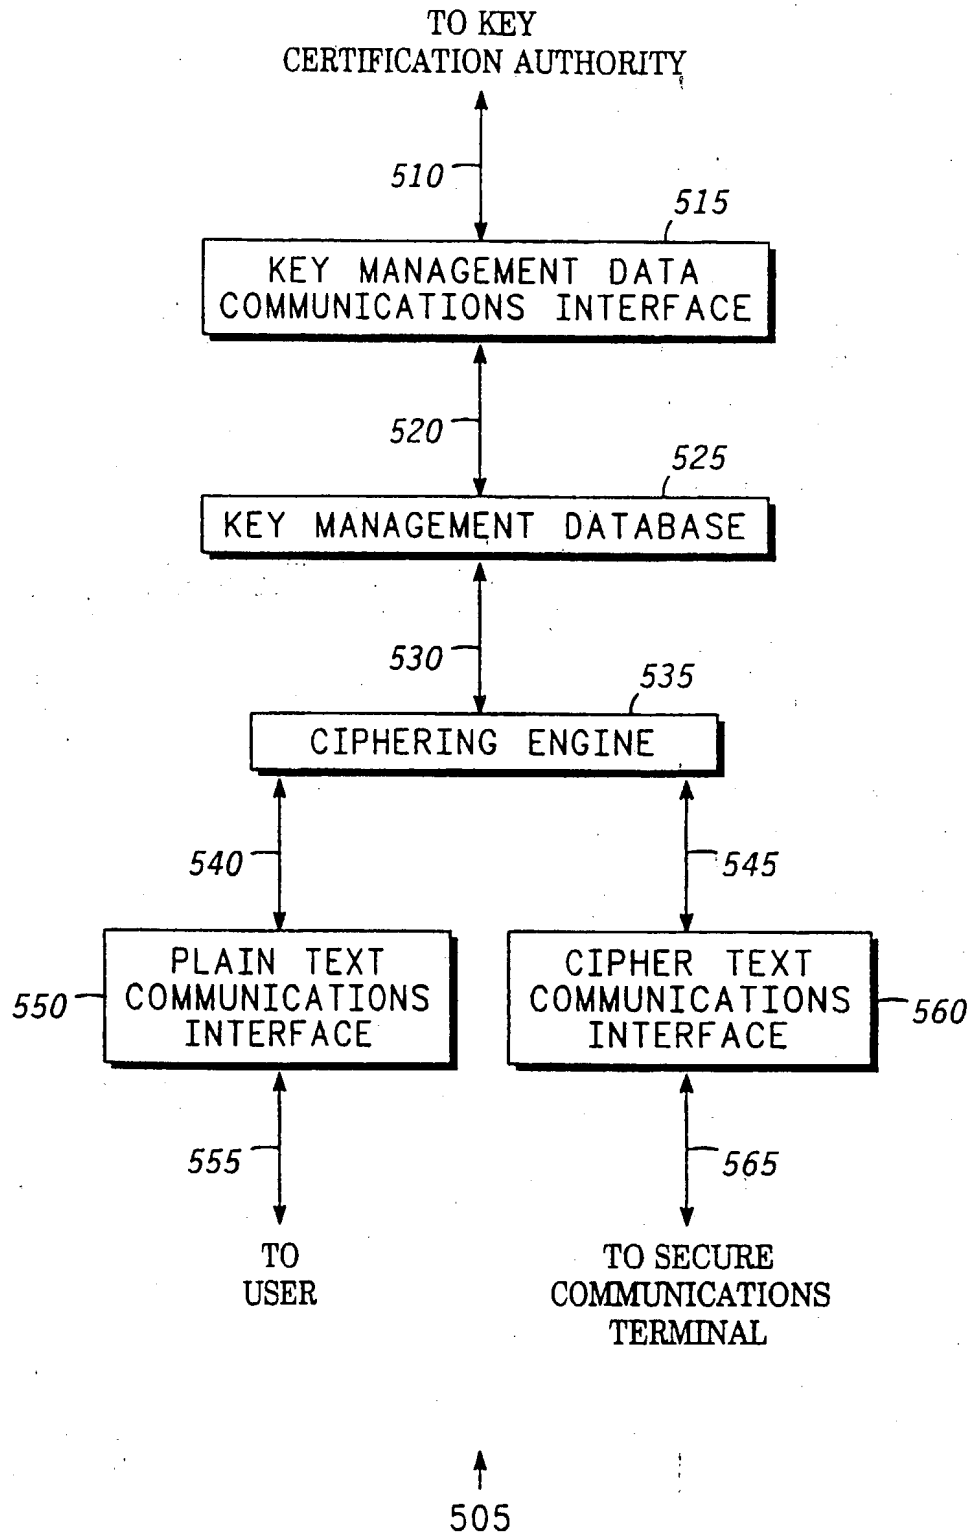 TO KEY
CERTIFICATION AUTHORITY
510
515
KEY MANAGEMENT DATA
COMMUNICATIONS INTERFACE
520
525
KEY MANAGEMENT DATABASE
530
535
CIPHERING ENGINE
540
545
PLAIN TEXT
COMMUNICATIONS
INTERFACE
550
CIPHER TEXT
COMMUNICATIONS
INTERFACE
560
555
565
TO
USER
TO SECURE
COMMUNICATIONS
TERMINAL
505